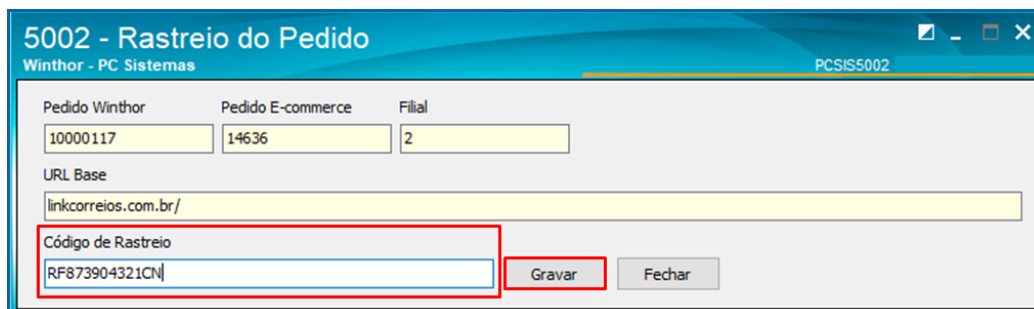 5002 - Rastreio do Pedido
Winthor - PC Sistemas
PCSIS5002
Pedido Winthor Pedido E-commerce Filial
10000117 14636 2
URL Base
linkcorreios.com.br/
Código de Rastreio
RF873904321CN Gravar Fechar